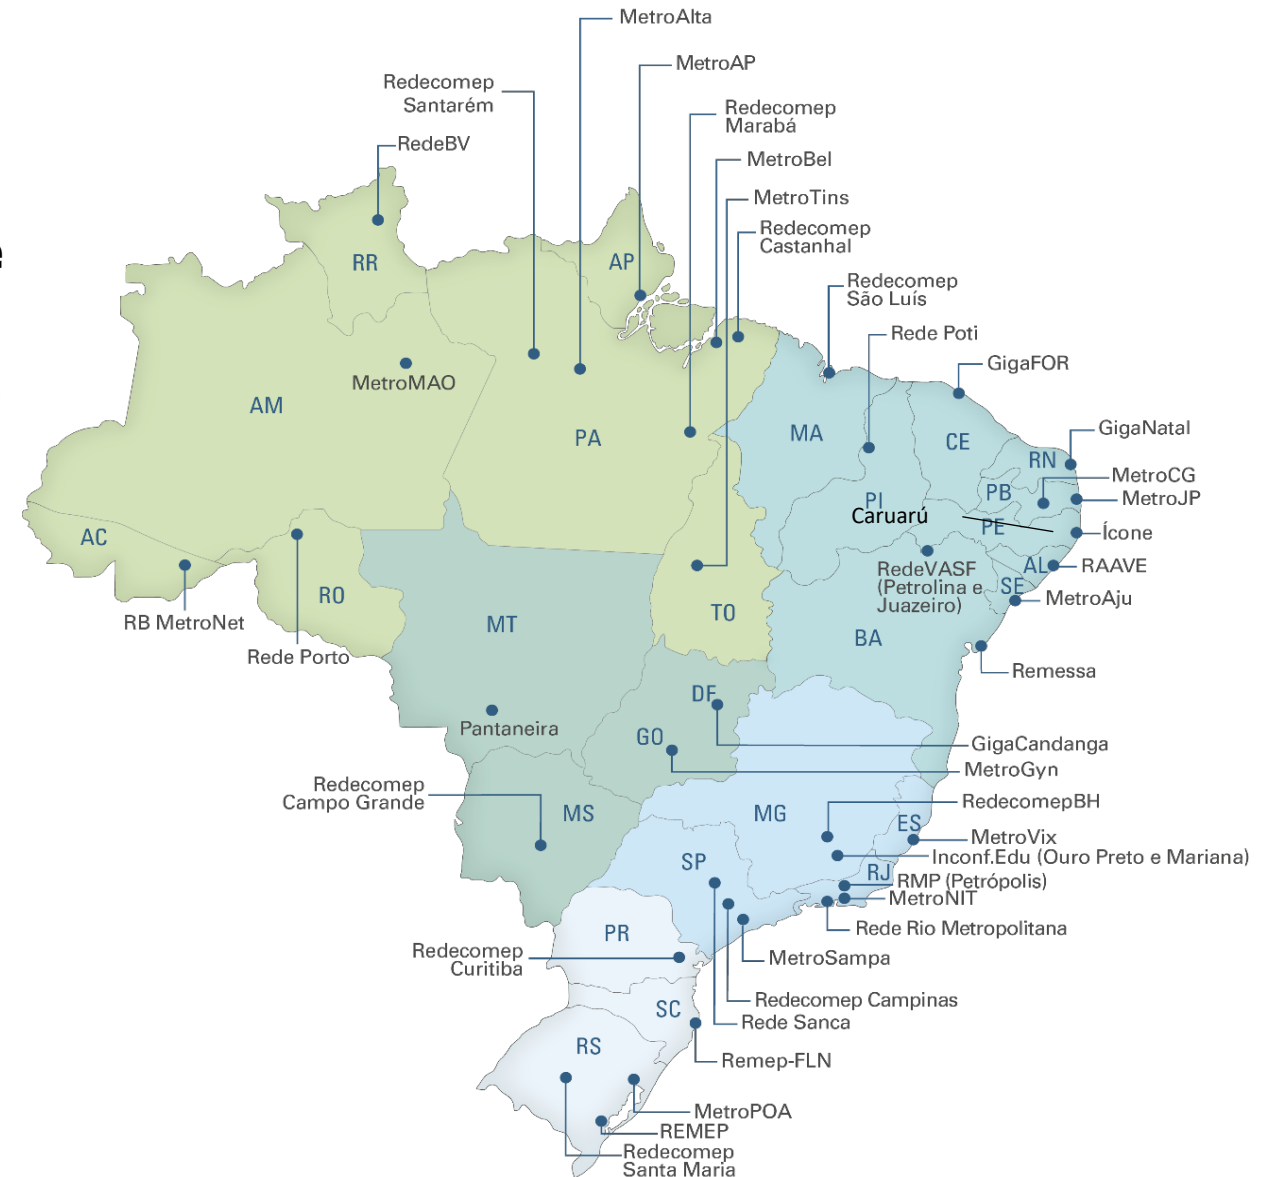 MetroAlta
MetroAP
Redecomep
Santarém
Redecomep
Marabá
RedeBV
MetroBel
MetroTins
Redecomep
Castanhal
e
RR
AP
Redecomep
São Luís
Rede Poti
GigaFOR
MetroMAO
AM
PA
MA
CE
GigaNatal
RN
MetroCG
PB
MetroJP
PI
Caruarú
PE
Ícone
AC
RO
RB MetroNet
Rede Porto
MT
TO
RedeVASF
(Petrolina e
Juazeiro)
AL
RAAVE
SE
MetroAju
BA
Remessa
DF
Pantaneira
GO
GigaCandanga
MetroGyn
Redecomep
Campo Grande
MS
MG
RedecomepBH
ES
MetroVix
Inconf.Edu (Ouro Preto e Mariana)
SP
RJ
RMP (Petrópolis)
MetroNIT
Rede Rio Metropolitana
PR
Redecomep
Curitiba
MetroSampa
Redecomep Campinas
Rede Sanca
SC
RS
Remep-FLN
MetroPOA
REMEP
Redecomep
Santa Maria